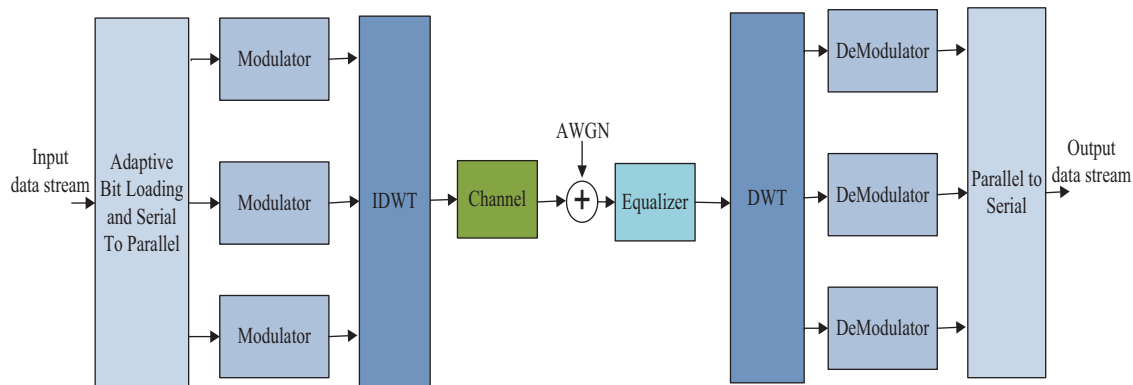 Input
data stream
Adaptive
Bit Loading
and Serial
To Parallel
Modulator
Modulator
Modulator
IDWT
Channel
AWGN
+
Equalizer
DWT
DeModulator
DeModulator
DeModulator
Parallel to
Serial
Output
data stream